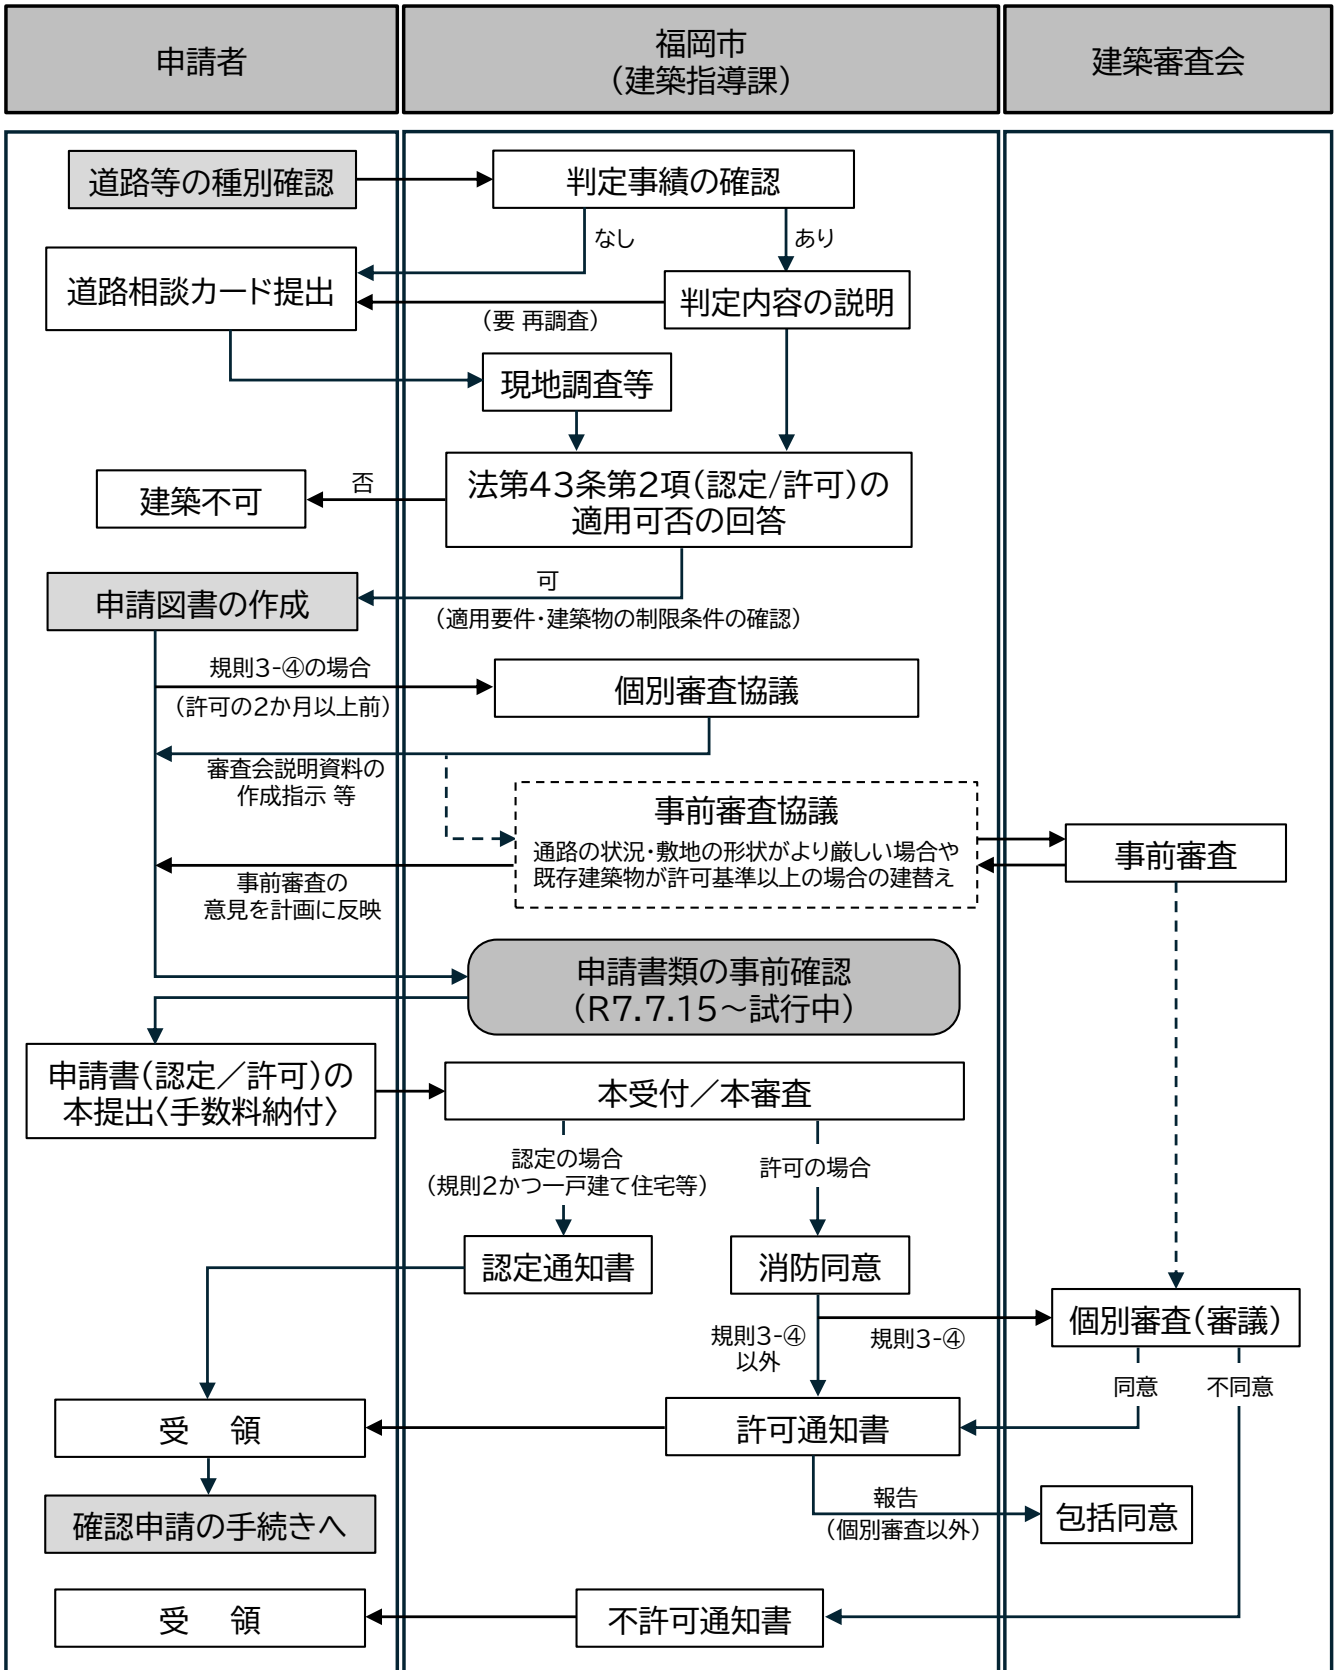 申請者
福岡市
（建築指導課）
建築審査会
道路等の種別確認
判定事績の確認
なし
あり
道路相談カード提出
判定内容の説明
（要 再調査）
現地調査等
法第43条第2項（認定/許可）の
適用可否の回答
否
建築不可
可
申請図書の作成
（適用要件・建築物の制限条件の確認）
規則3-④の場合
（許可の2か月以上前）
個別審査協議
審査会説明資料の
作成指示 等
事前審査協議
通路の状況・敷地の形状がより厳しい場合や
既存建築物が許可基準以上の場合の建替え
事前審査
事前審査の
意見を計画に反映
申請書類の事前確認
（R7.7.15～試行中）
申請書（認定／許可）の
本提出〈手数料納付〉
本受付／本審査
認定の場合
（規則2かつ一戸建て住宅等）
許可の場合
認定通知書
消防同意
規則3-④
以外
規則3-④
個別審査（審議）
同意
不同意
受　領
許可通知書
確認申請の手続きへ
報告
（個別審査以外）
包括同意
受　領
不許可通知書